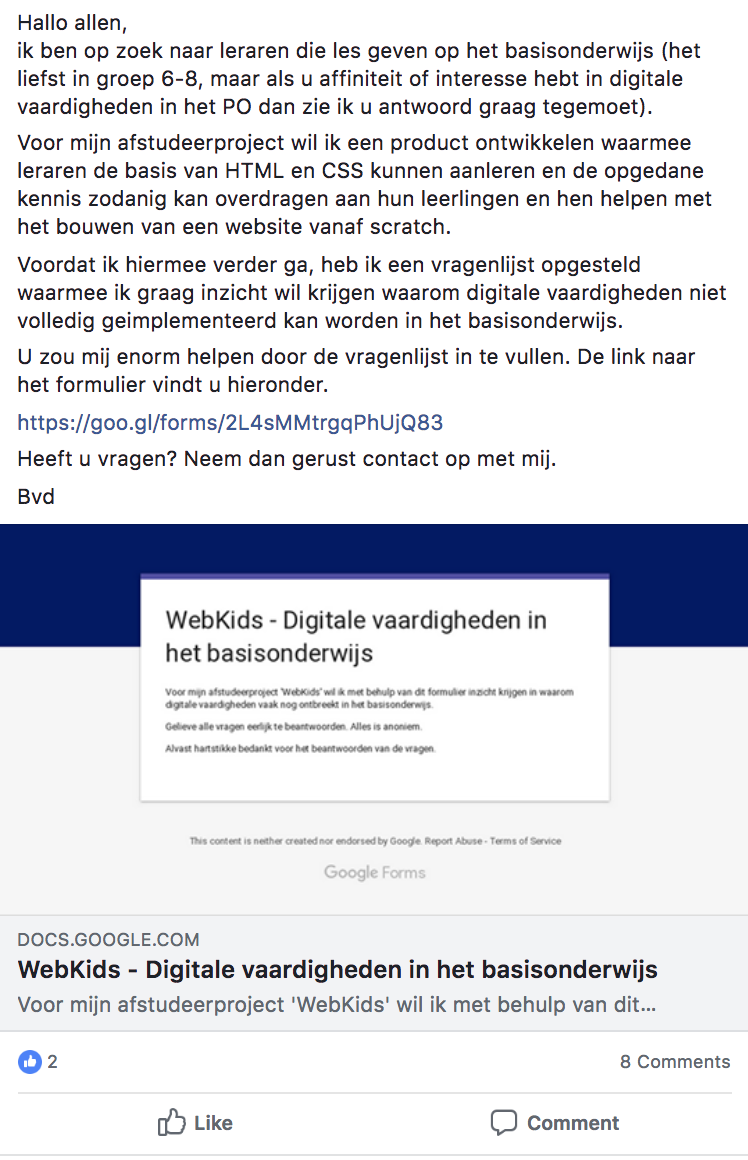 Hallo allen,
ik ben op zoek naar leraren die les geven op het basisonderwijs (het
liefst in groep 6-8, maar als u affiniteit of interesse hebt in digitale
vaardigheden in het PO dan zie ik u antwoord graag tegemoet).
Voor mijn afstudeerproject wil ik een product ontwikkelen waarmee
leraren de basis van HTML en CSS kunnen aanleren en de opgedane
kennis zodanig kan overdragen aan hun leerlingen en hen helpen met
het bouwen van een website vanaf scratch.
Voordat ik hiermee verder ga, heb ik een vragenlijst opgesteld
waarmee ik graag inzicht wil krijgen waarom digitale vaardigheden niet
volledig geimplementeerd kan worden in het basisonderwijs.
U zou mij enorm helpen door de vragenlijst in te vullen. De link naar
het formulier vindt u hieronder.
https://goo.gl/forms/2L4sMMtrgqPhUjQ83
Heeft u vragen? Neem dan gerust contact op met mij.
Bvd
WebKids - Digitale vaardigheden in
het basisonderwijs
Voor mijn afstudeerproject 'WebKids' wil ik met behulp van dit formulier inzicht krijgen in waarom
digitale vaardigheden vaak nog ontbreekt in het basisonderwijs.
Gelieve alle vragen eerlijk te beantwoorden. Alles is anoniem.
Alvast hartstikke bedankt voor het beantwoorden van de vragen.
This content is neither created nor endorsed by Google. Report Abuse - Terms of Service
Google Forms
DOCS.GOOGLE.COM
WebKids - Digitale vaardigheden in het basisonderwijs
Voor mijn afstudeerproject 'WebKids' wil ik met behulp van dit...
2
8 Comments
Like
Comment